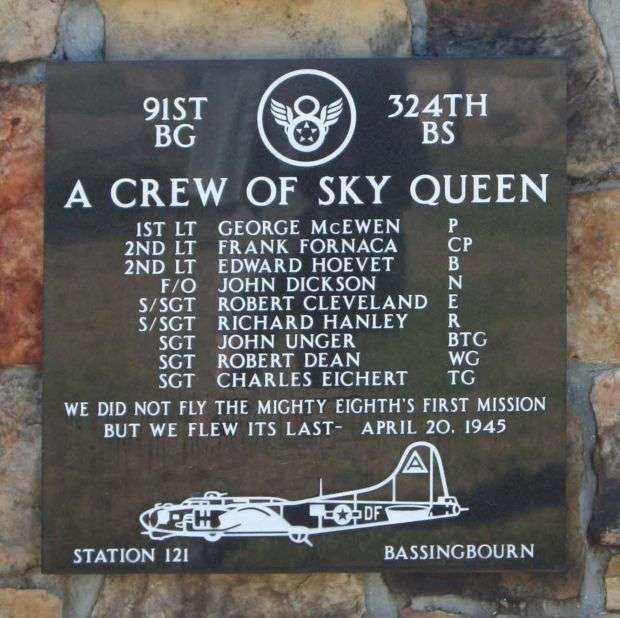 91ST 324TH
BG BS
A CREW OF SKY QUEEN
1ST LT GEORGE McEWEN P
2ND LT FRANK FORNACA CP
2ND LT EDWARD HOEVET B
F/O JOHN DICKSON N
S/SGT ROBERT CLEVELAND E
S/SGT RICHARD HANLEY R
SGT JOHN UNGER BTG
SGT ROBERT DEAN WG
SGT CHARLES EICHERT TG
WE DID NOT FLY THE MIGHTY EIGHTH'S FIRST MISSION
BUT WE FLEW ITS LAST- APRIL 20, 1945
A
DF
STATION 121 BASSINGBOURN